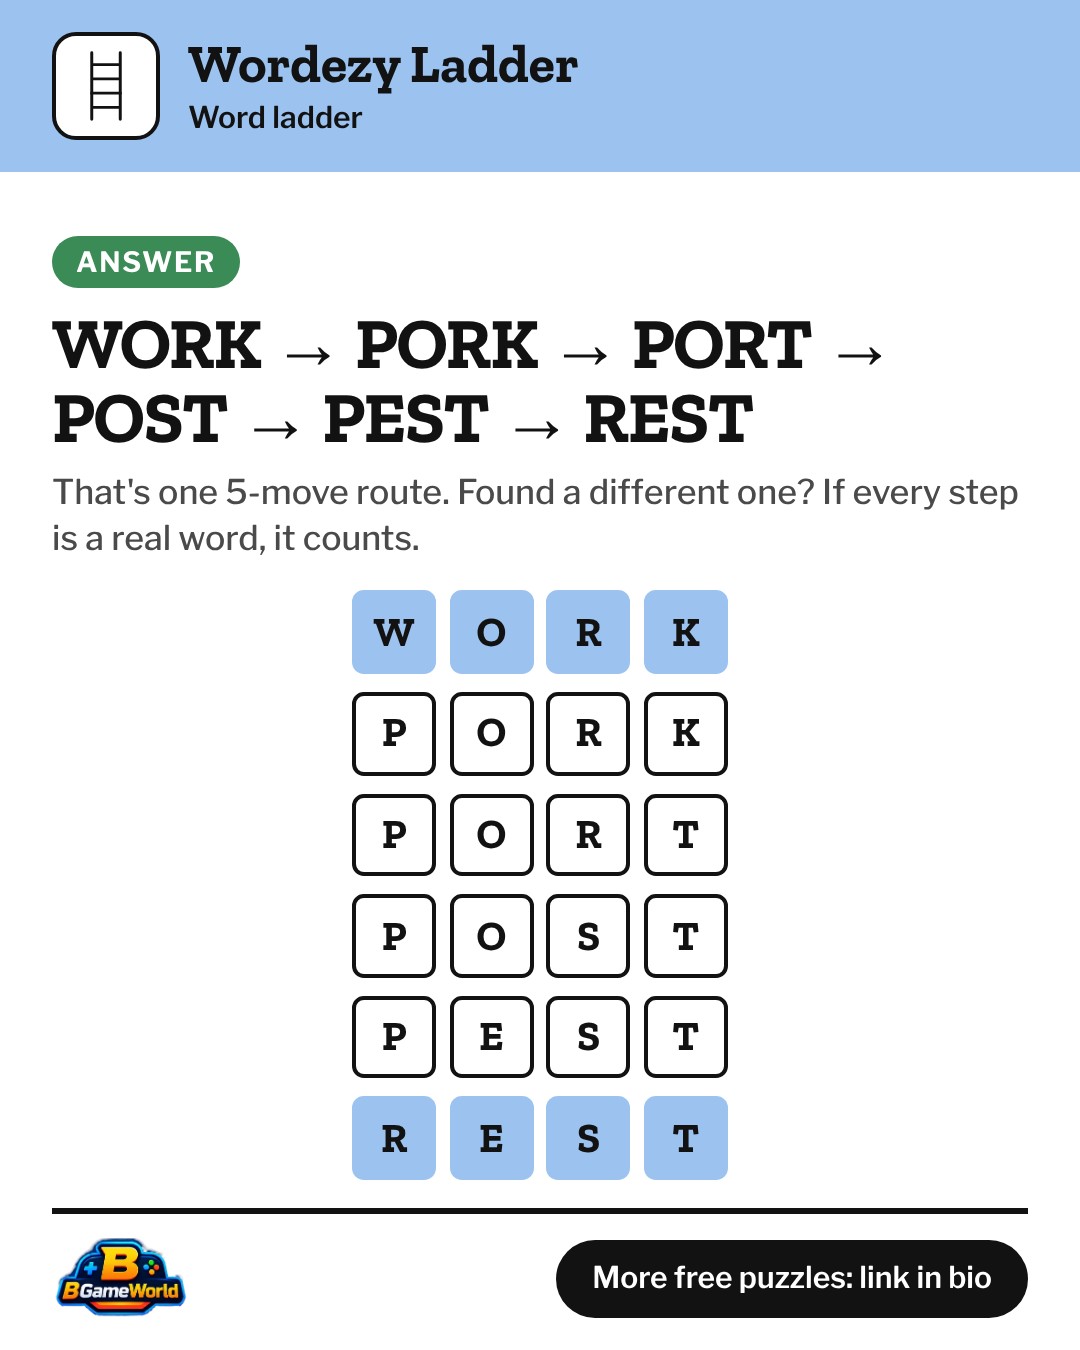 Wordezy Ladder
Word ladder
ANSWER
WORK → PORK → PORT →
POST → PEST → REST
That's one 5-move route. Found a different one? If every step
is a real word, it counts.
W O R K
P O R K
P O R T
P O S T
P E S T
R E S T
B
BGameWorld
More free puzzles: link in bio